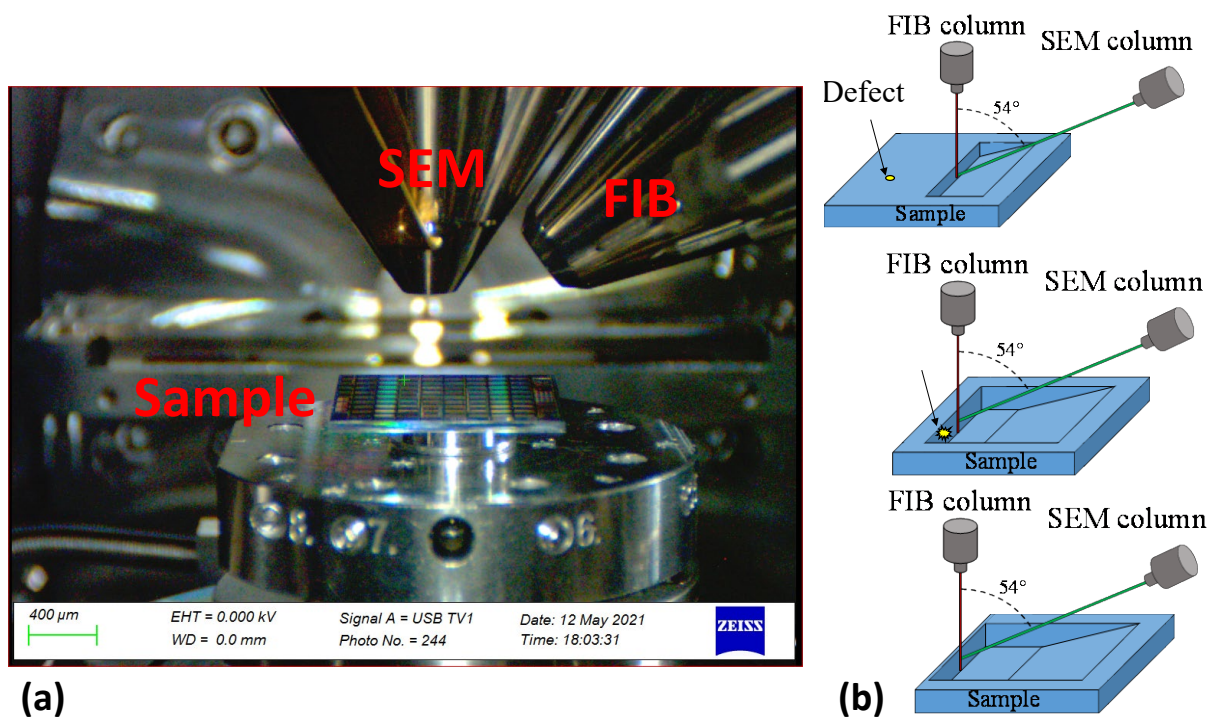 SEM
FIB
Sample
8.
7.
6.
400 µm
EHT = 0.000 kV
WD = 0.0 mm
Signal A = USB TV1
Photo No. = 244
Date: 12 May 2021
Time: 18:03:31
ZEISS
(a)
FIB column
SEM column
Defect
54°
Sample
FIB column
SEM column
54°
Sample
FIB column
SEM column
54°
Sample
(b)